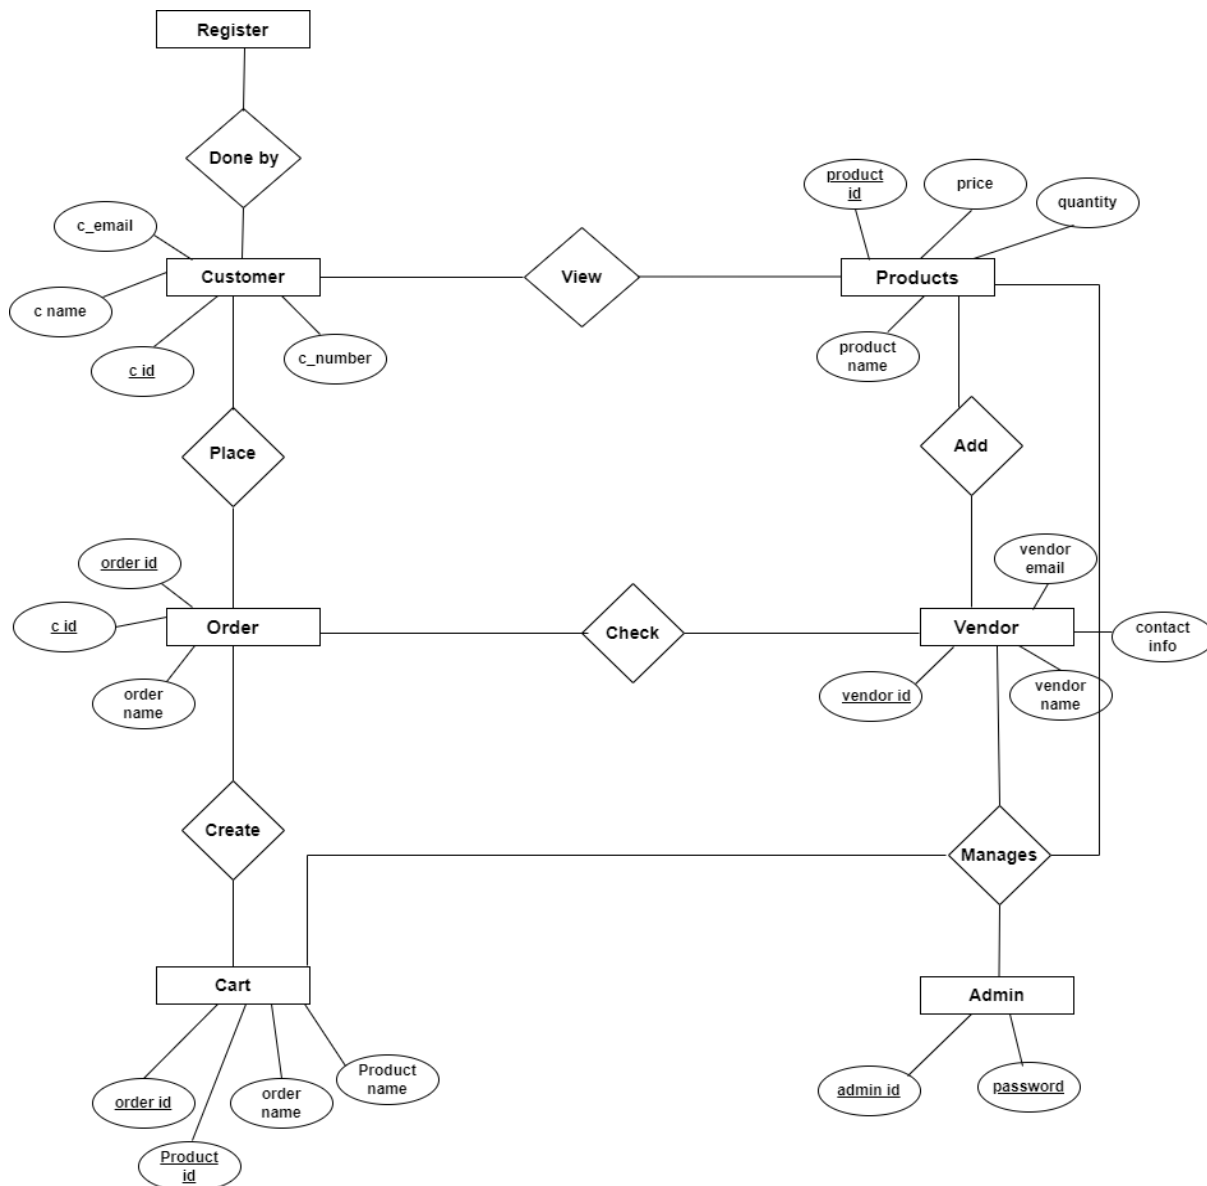 Register
Done by
c_email
Customer
c name
c id
c_number
View
product
id
price
quantity
Products
product
name
Place
Add
order id
c id
Order
order
name
Check
vendor
email
Vendor
contact
info
vendor id
vendor
name
Create
Manages
Cart
Admin
order id
Product
id
order
name
Product
name
admin id
password